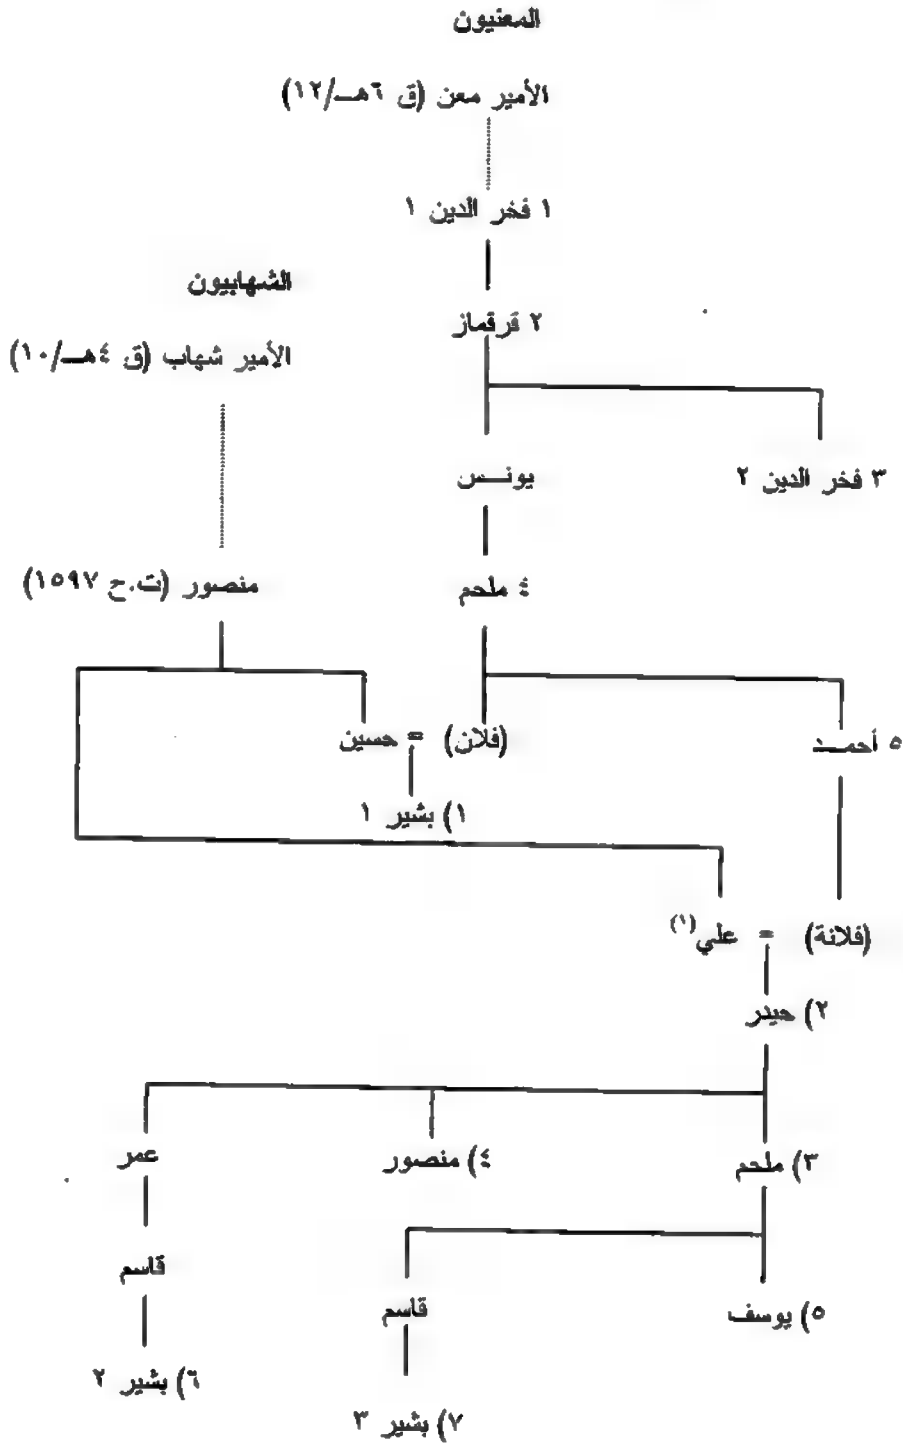 المعنيون
الأمير معن (ق ٦هـ/١٢)
١ فخر الدين ١
الشهابيون
٢ قرقماز
الأمير شهاب (ق ٤هـ/١٠)
٣ فخر الدين ٢
يونس
٤ ملحم
منصور (ت.ح ١٥٩٧)
٥ أحمد
(فلان) = حسين
١) بشير ١
(فلانة) = علي(١)
٢) حيدر
٣) ملحم
٤) منصور
عمر
قاسم
قاسم
٥) يوسف
٦) بشير ٢
٧) بشير ٣